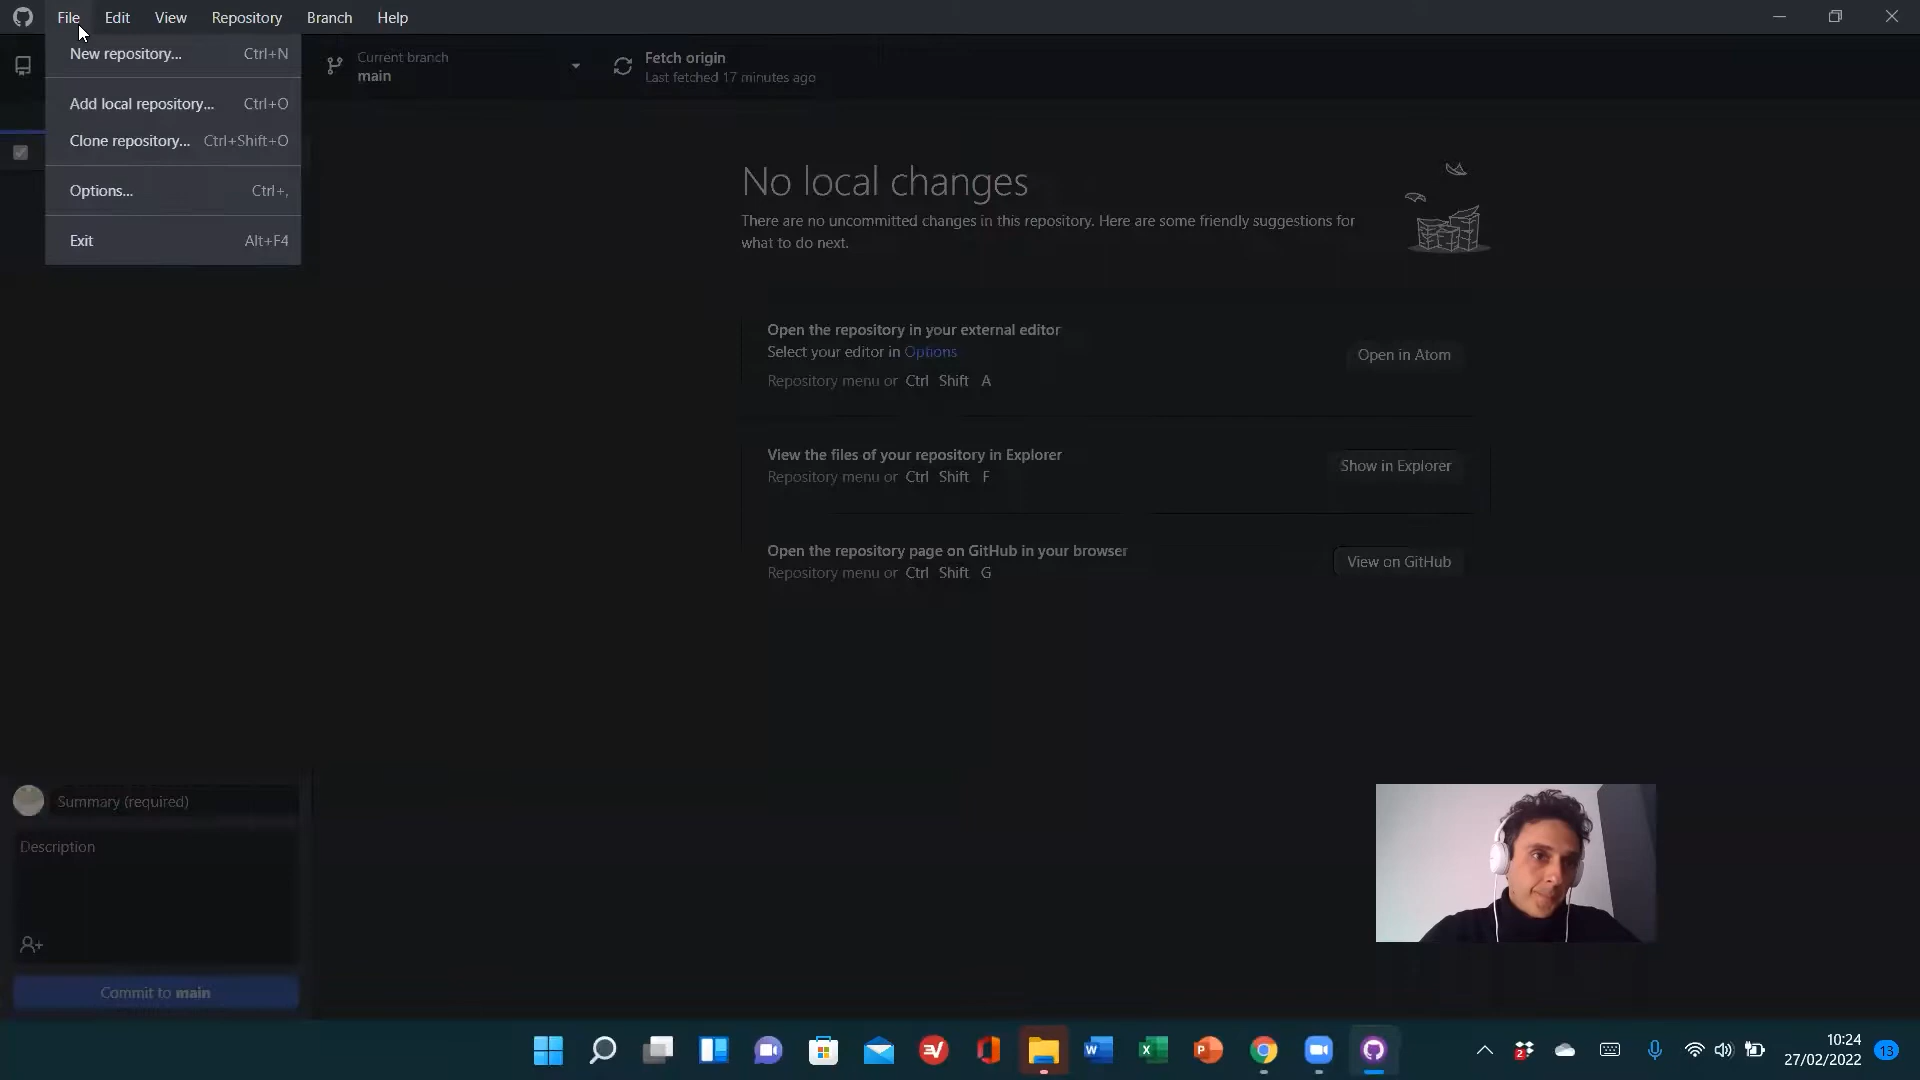 File Edit View Repository Branch Help
New repository... Ctrl+N
Add local repository... Ctrl+O
Clone repository... Ctrl+Shift+O
Options... Ctrl+,
Exit Alt+F4
Current branch
main
Fetch origin
Last fetched 17 minutes ago
No local changes
There are no uncommitted changes in this repository. Here are some friendly suggestions for
what to do next.
Open the repository in your external editor
Select your editor in Options
Repository menu or Ctrl Shift A
Open in Atom
View the files of your repository in Explorer
Repository menu or Ctrl Shift F
Show in Explorer
Open the repository page on GitHub in your browser
Repository menu or Ctrl Shift G
View on GitHub
Summary (required)
Description
Commit to main
2
10:24
27/02/2022
13